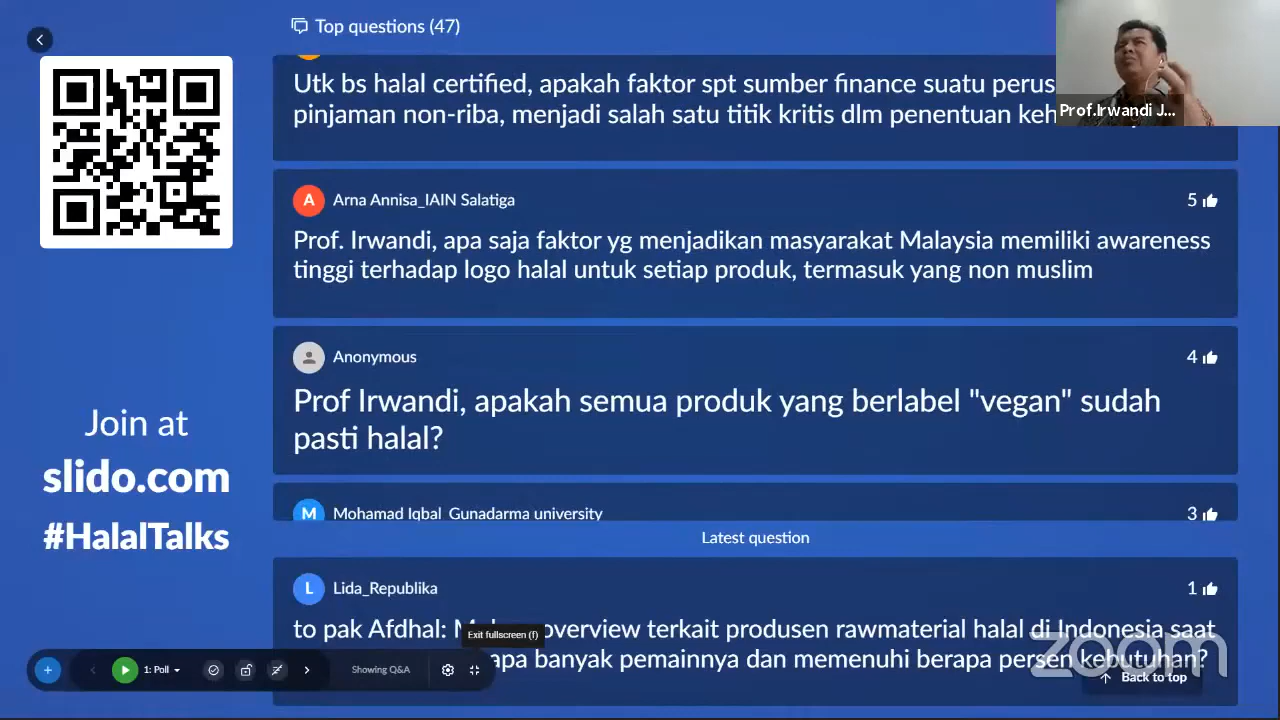 Top questions (47)
Utk bs halal certified, apakah faktor spt sumber finance suatu
pinjaman non-riba, menjadi salah satu titik kritis dlm penentuan
Prof.Irwandi J...
A Arna Annisa_IAIN Salatiga 5
Prof. Irwandi, apa saja faktor yg menjadikan masyarakat Malaysia memiliki awareness
tinggi terhadap logo halal untuk setiap produk, termasuk yang non muslim
Anonymous 4
Prof Irwandi, apakah semua produk yang berlabel "vegan" sudah
pasti halal?
Join at
slido.com
#HalalTalks
M Mohamad Iqbal_Gunadarma university 3
Latest question
L Lida_Republika 1
to pak Afdhal: overview terkait produsen rawmaterial halal di Indonesia saat
apa banyak pemainnya dan memenuhi berapa persen kebutuhan?
Exit fullscreen (f)
1: Poll
Showing Q&A
zoom
Back to top